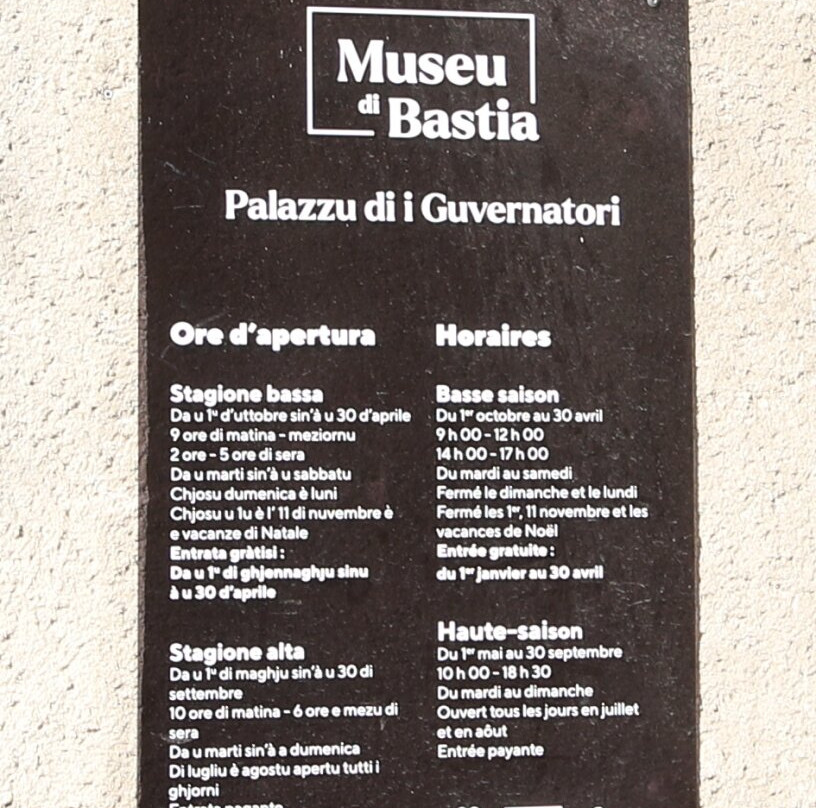 Museu
di Bastia
Palazzu di i Guvernatori
Ore d'apertura
Stagione bassa
Da u 1u d'uttobre sin'à u 30 d'aprile
9 ore di matina - meziornu
2 ore - 5 ore di sera
Da u marti sin'à u sabbatu
Chjosu dumenica è luni
Chjosu u 1u è l' 11 di nuvembre è
e vacanze di Natale
Entrata gràtisi :
Da u 1u di ghjennaghju sinu
à u 30 d'aprile
Stagione alta
Da u 1u di maghju sin'à u 30 di
settembre
10 ore di matina - 6 ore e mezu di
sera
Da u marti sin'à a dumenica
Di lugliu è agostu apertu tutti i
ghjorni
Entrata pagante
Horaires
Basse saison
Du 1er octobre au 30 avril
9 h 00 - 12 h 00
14 h 00 - 17 h 00
Du mardi au samedi
Fermé le dimanche et le lundi
Fermé les 1er, 11 novembre et les
vacances de Noël
Entrée gratuite :
du 1er janvier au 30 avril
Haute-saison
Du 1er mai au 30 septembre
10 h 00 - 18 h 30
Du mardi au dimanche
Ouvert tous les jours en juillet
et en aôut
Entrée payante